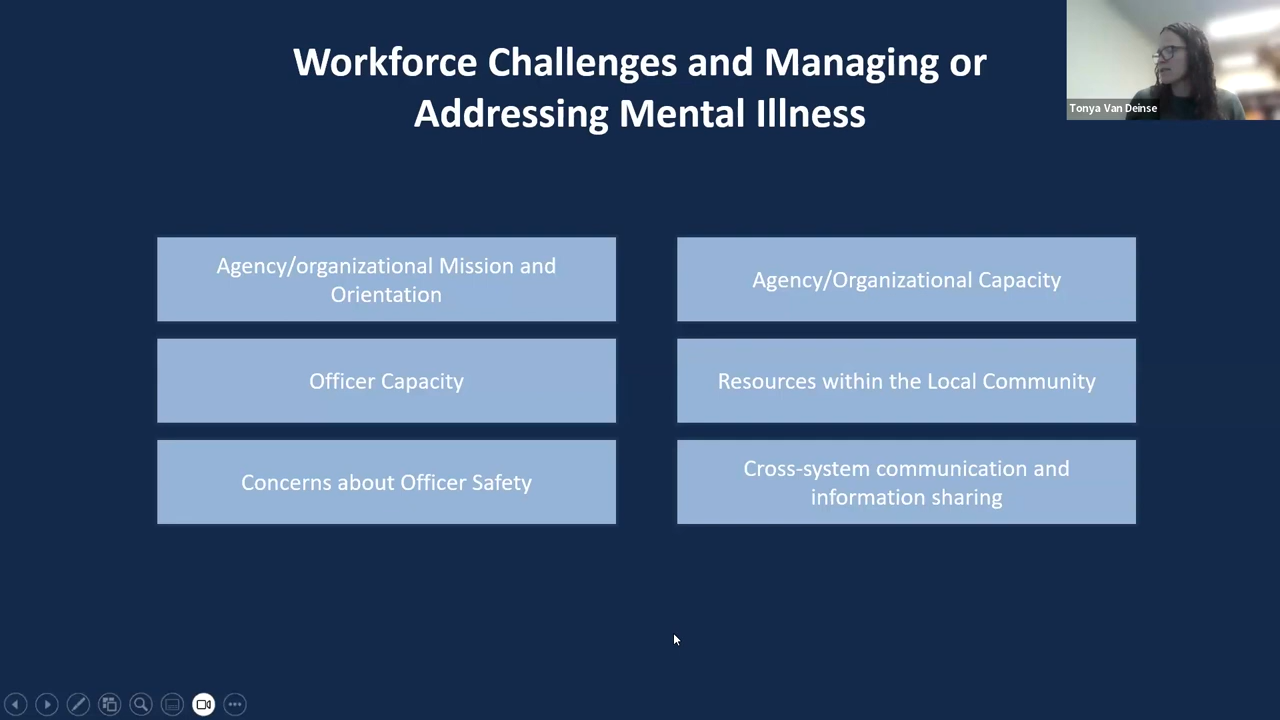 Workforce Challenges and Managing or
Addressing Mental Illness
Tonya Van Deinse
Agency/organizational Mission and
Orientation
Agency/Organizational Capacity
Officer Capacity
Resources within the Local Community
Concerns about Officer Safety
Cross-system communication and
information sharing